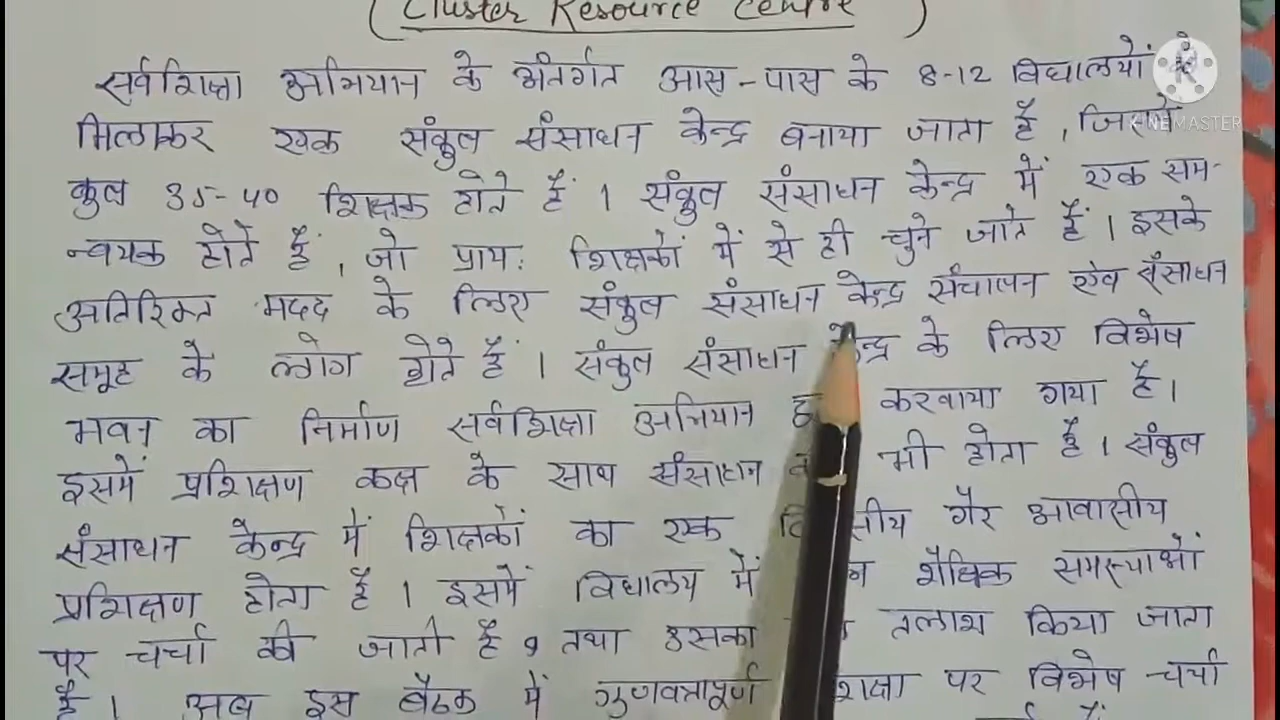 (Cluster Resource Centre)
सर्वशिक्षा अभियान के अंतर्गत आस-पास के 8-12 विद्यालयों को
मिलाकर एक संकुल संसाधन केन्द्र बनाया जाता है, जिसमें
कुल 35-40 शिक्षक होते हैं । संकुल संसाधन केन्द्र में एक सम-
न्वयक होते हैं, जो प्रायः शिक्षकों में से ही चुने जाते हैं । इसके
अतिरिक्त मदद के लिए संकुल संसाधन केन्द्र संचालन एंव संसाधन
समूह के लोग होते हैं । संकुल संसाधन केन्द्र के लिए विशेष
भवन का निर्माण सर्वशिक्षा अभियान करवाया गया है ।
इसमें प्रशिक्षण कक्ष के साथ संसाधन भी होता है । संकुल
संसाधन केन्द्र में शिक्षकों का एक गैर आवासीय
प्रशिक्षण होता है । इसमें विद्यालय में शैक्षिक समस्याओं
पर चर्चा की जाती है, तथा उसका तलाश किया जाता
है । अब इस बैठक में गुणवत्तापूर्ण शिक्षा पर विशेष चर्चा
KINEMASTER